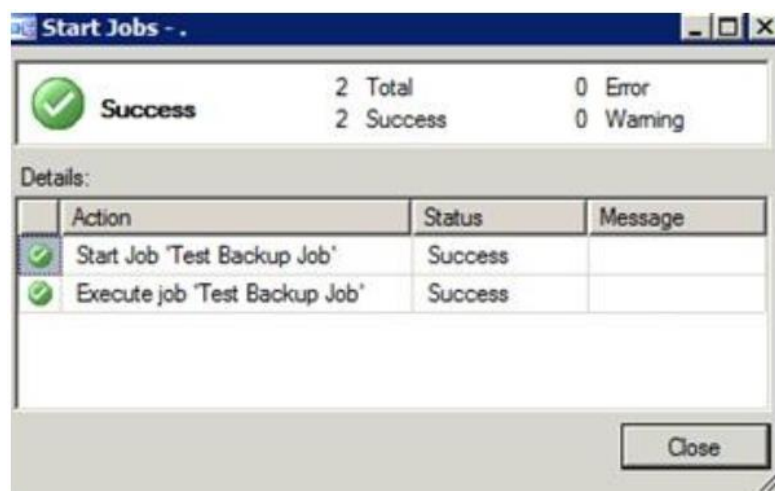 Start Jobs - .
Success
2 Total
0 Error
2 Success
0 Warning
Details:
Action Status Message
Start Job 'Test Backup Job' Success
Execute job 'Test Backup Job' Success
Close